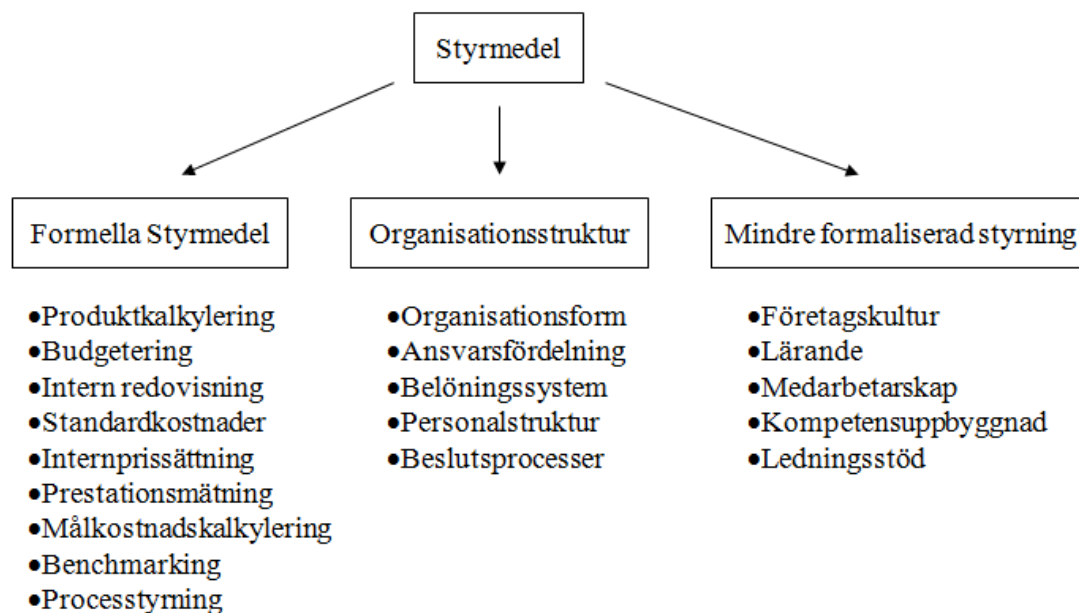 Styrmedel
Formella Styrmedel
•Produktkalkylering
•Budgetering
•Intern redovisning
•Standardkostnader
•Internprissättning
•Prestationsmätning
•Målkostnadskalkylering
•Benchmarking
•Processtyrning
Organisationsstruktur
•Organisationsform
•Ansvarsfördelning
•Belöningssystem
•Personalstruktur
•Beslutsprocesser
Mindre formaliserad styrning
•Företagskultur
•Lärande
•Medarbetarskap
•Kompetensuppbyggnad
•Ledningsstöd